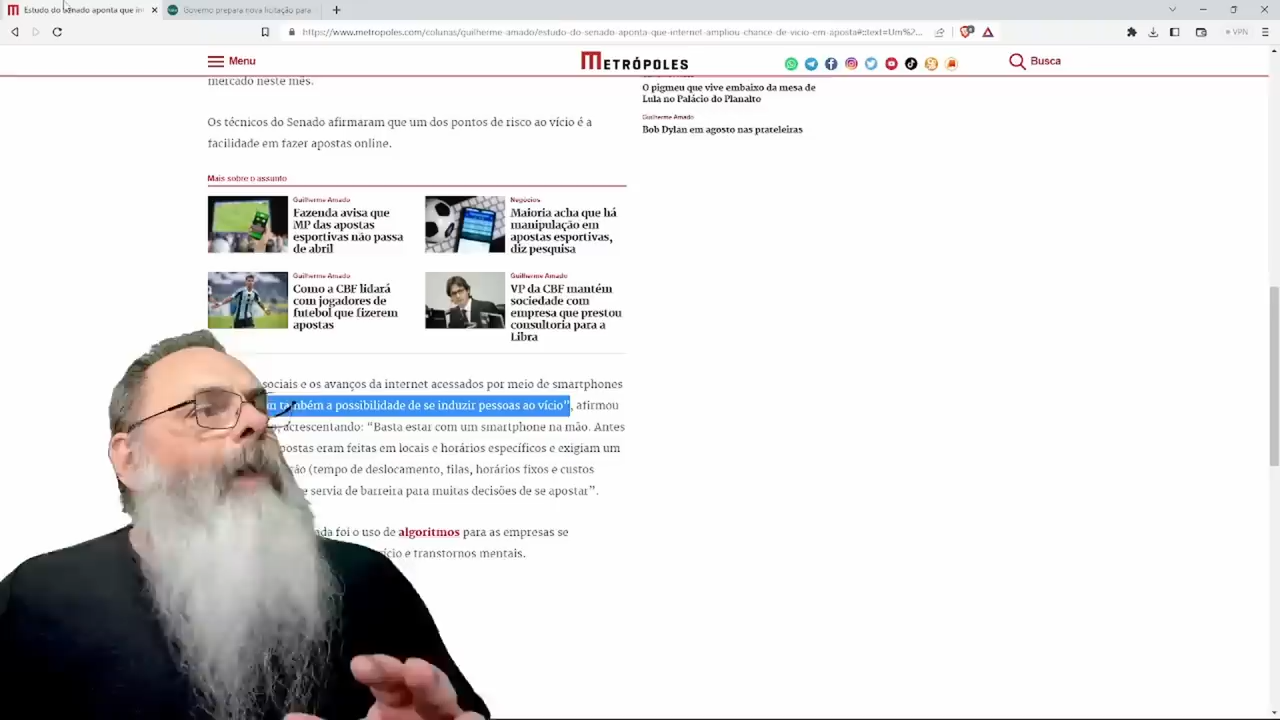 Estudo do Senado aponta que in
Governo prepara nova licitação para
https://www.metropoles.com/colunas/guilherme-amado/estudo-do-senado-aponta-que-internet-ampliou-chance-de-vicio-em-aposta#:~:text=Um%2...
VPN
Menu
METRÓPOLES
Busca
mercado neste mês.
Os técnicos do Senado afirmaram que um dos pontos de risco ao vício é a
facilidade em fazer apostas online.
Mais sobre o assunto
Guilherme Amado
Fazenda avisa que
MP das apostas
esportivas não passa
de abril
Negócios
Maioria acha que há
manipulação em
apostas esportivas,
diz pesquisa
Guilherme Amado
Como a CBF lidará
com jogadores de
futebol que fizerem
apostas
Guilherme Amado
VP da CBF mantém
sociedade com
empresa que prestou
consultoria para a
Libra
sociais e os avanços da internet acessados por meio de smartphones
também a possibilidade de se induzir pessoas ao vício”, afirmou
acrescentando: “Basta estar com um smartphone na mão. Antes
postas eram feitas em locais e horários específicos e exigiam um
(tempo de deslocamento, filas, horários fixos e custos
e servia de barreira para muitas decisões de se apostar”.
foi o uso de algoritmos para as empresas se
ício e transtornos mentais.
O pigmeu que vive embaixo da mesa de
Lula no Palácio do Planalto
Guilherme Amado
Bob Dylan em agosto nas prateleiras